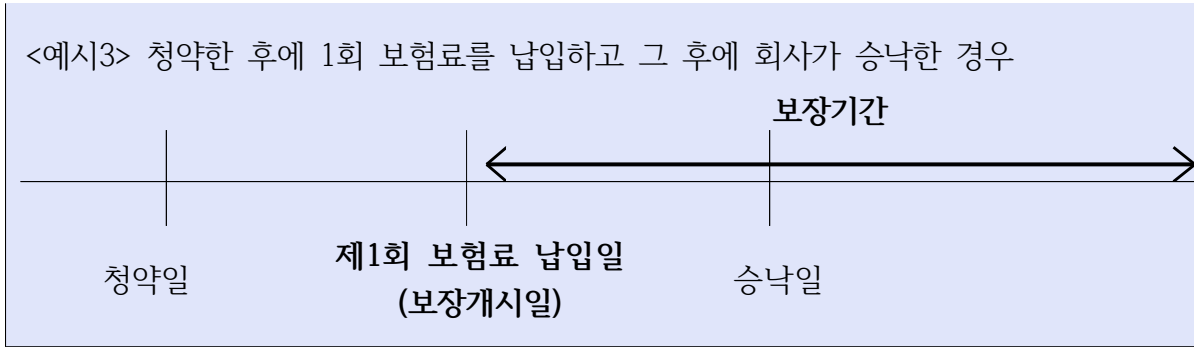 <예시3> 청약한 후에 1회 보험료를 납입하고 그 후에 회사가 승낙한 경우
보장기간
청약일
제1회 보험료 납입일
(보장개시일)
승낙일